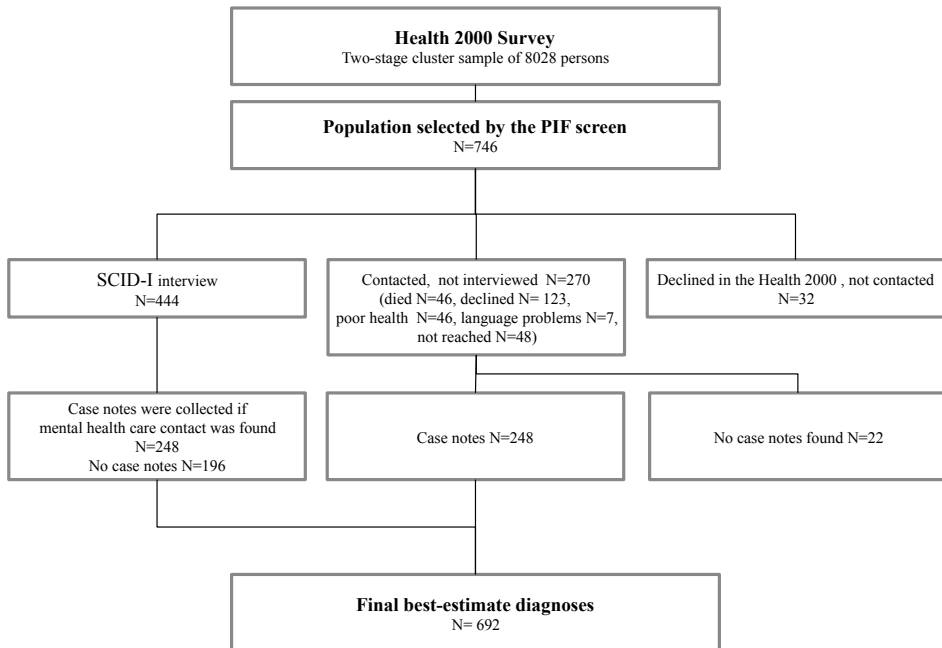 Health 2000 Survey
Two-stage cluster sample of 8028 persons
Population selected by the PIF screen
N=746
SCID-I interview
N=444
Contacted, not interviewed N=270
(died N=46, declined N= 123,
poor health N=46, language problems N=7,
not reached N=48)
Declined in the Health 2000 , not contacted
N=32
Case notes were collected if
mental health care contact was found
N=248
No case notes N=196
Case notes N=248
No case notes found N=22
Final best-estimate diagnoses
N= 692